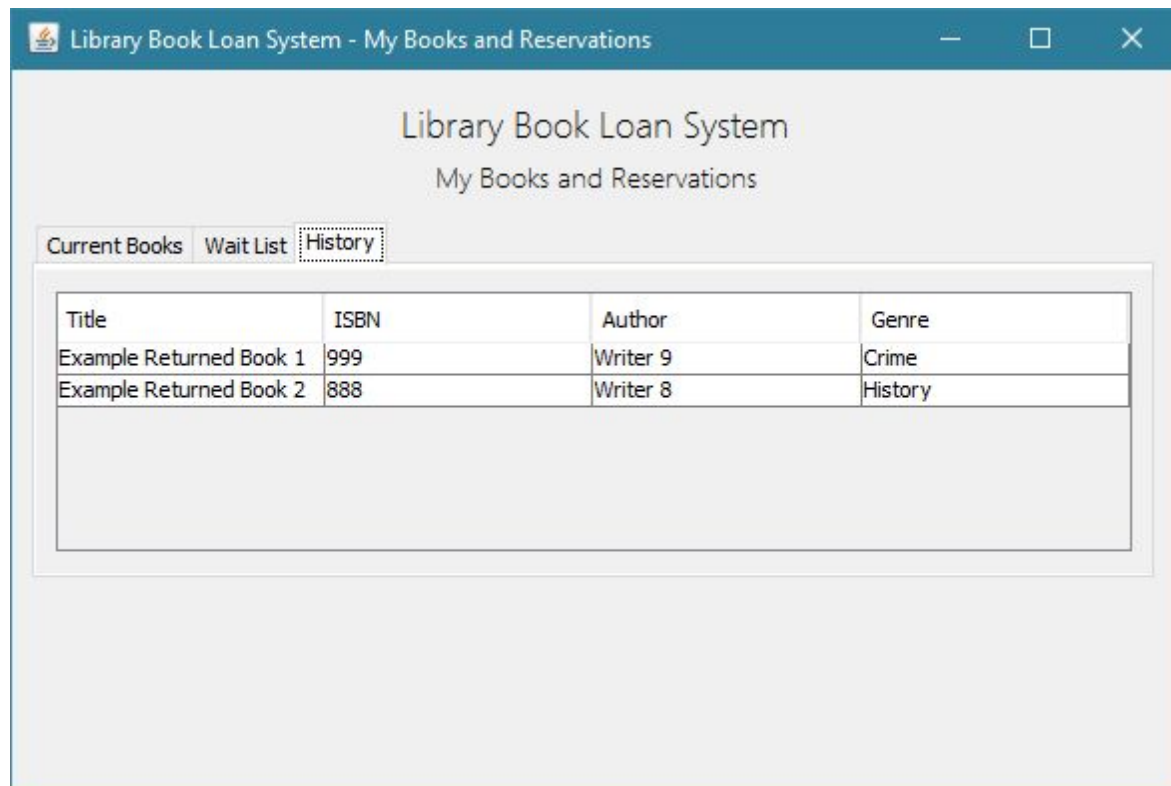 Library Book Loan System - My Books and Reservations
Library Book Loan System
My Books and Reservations
Current Books Wait List History
Title ISBN Author Genre
Example Returned Book 1 999 Writer 9 Crime
Example Returned Book 2 888 Writer 8 History